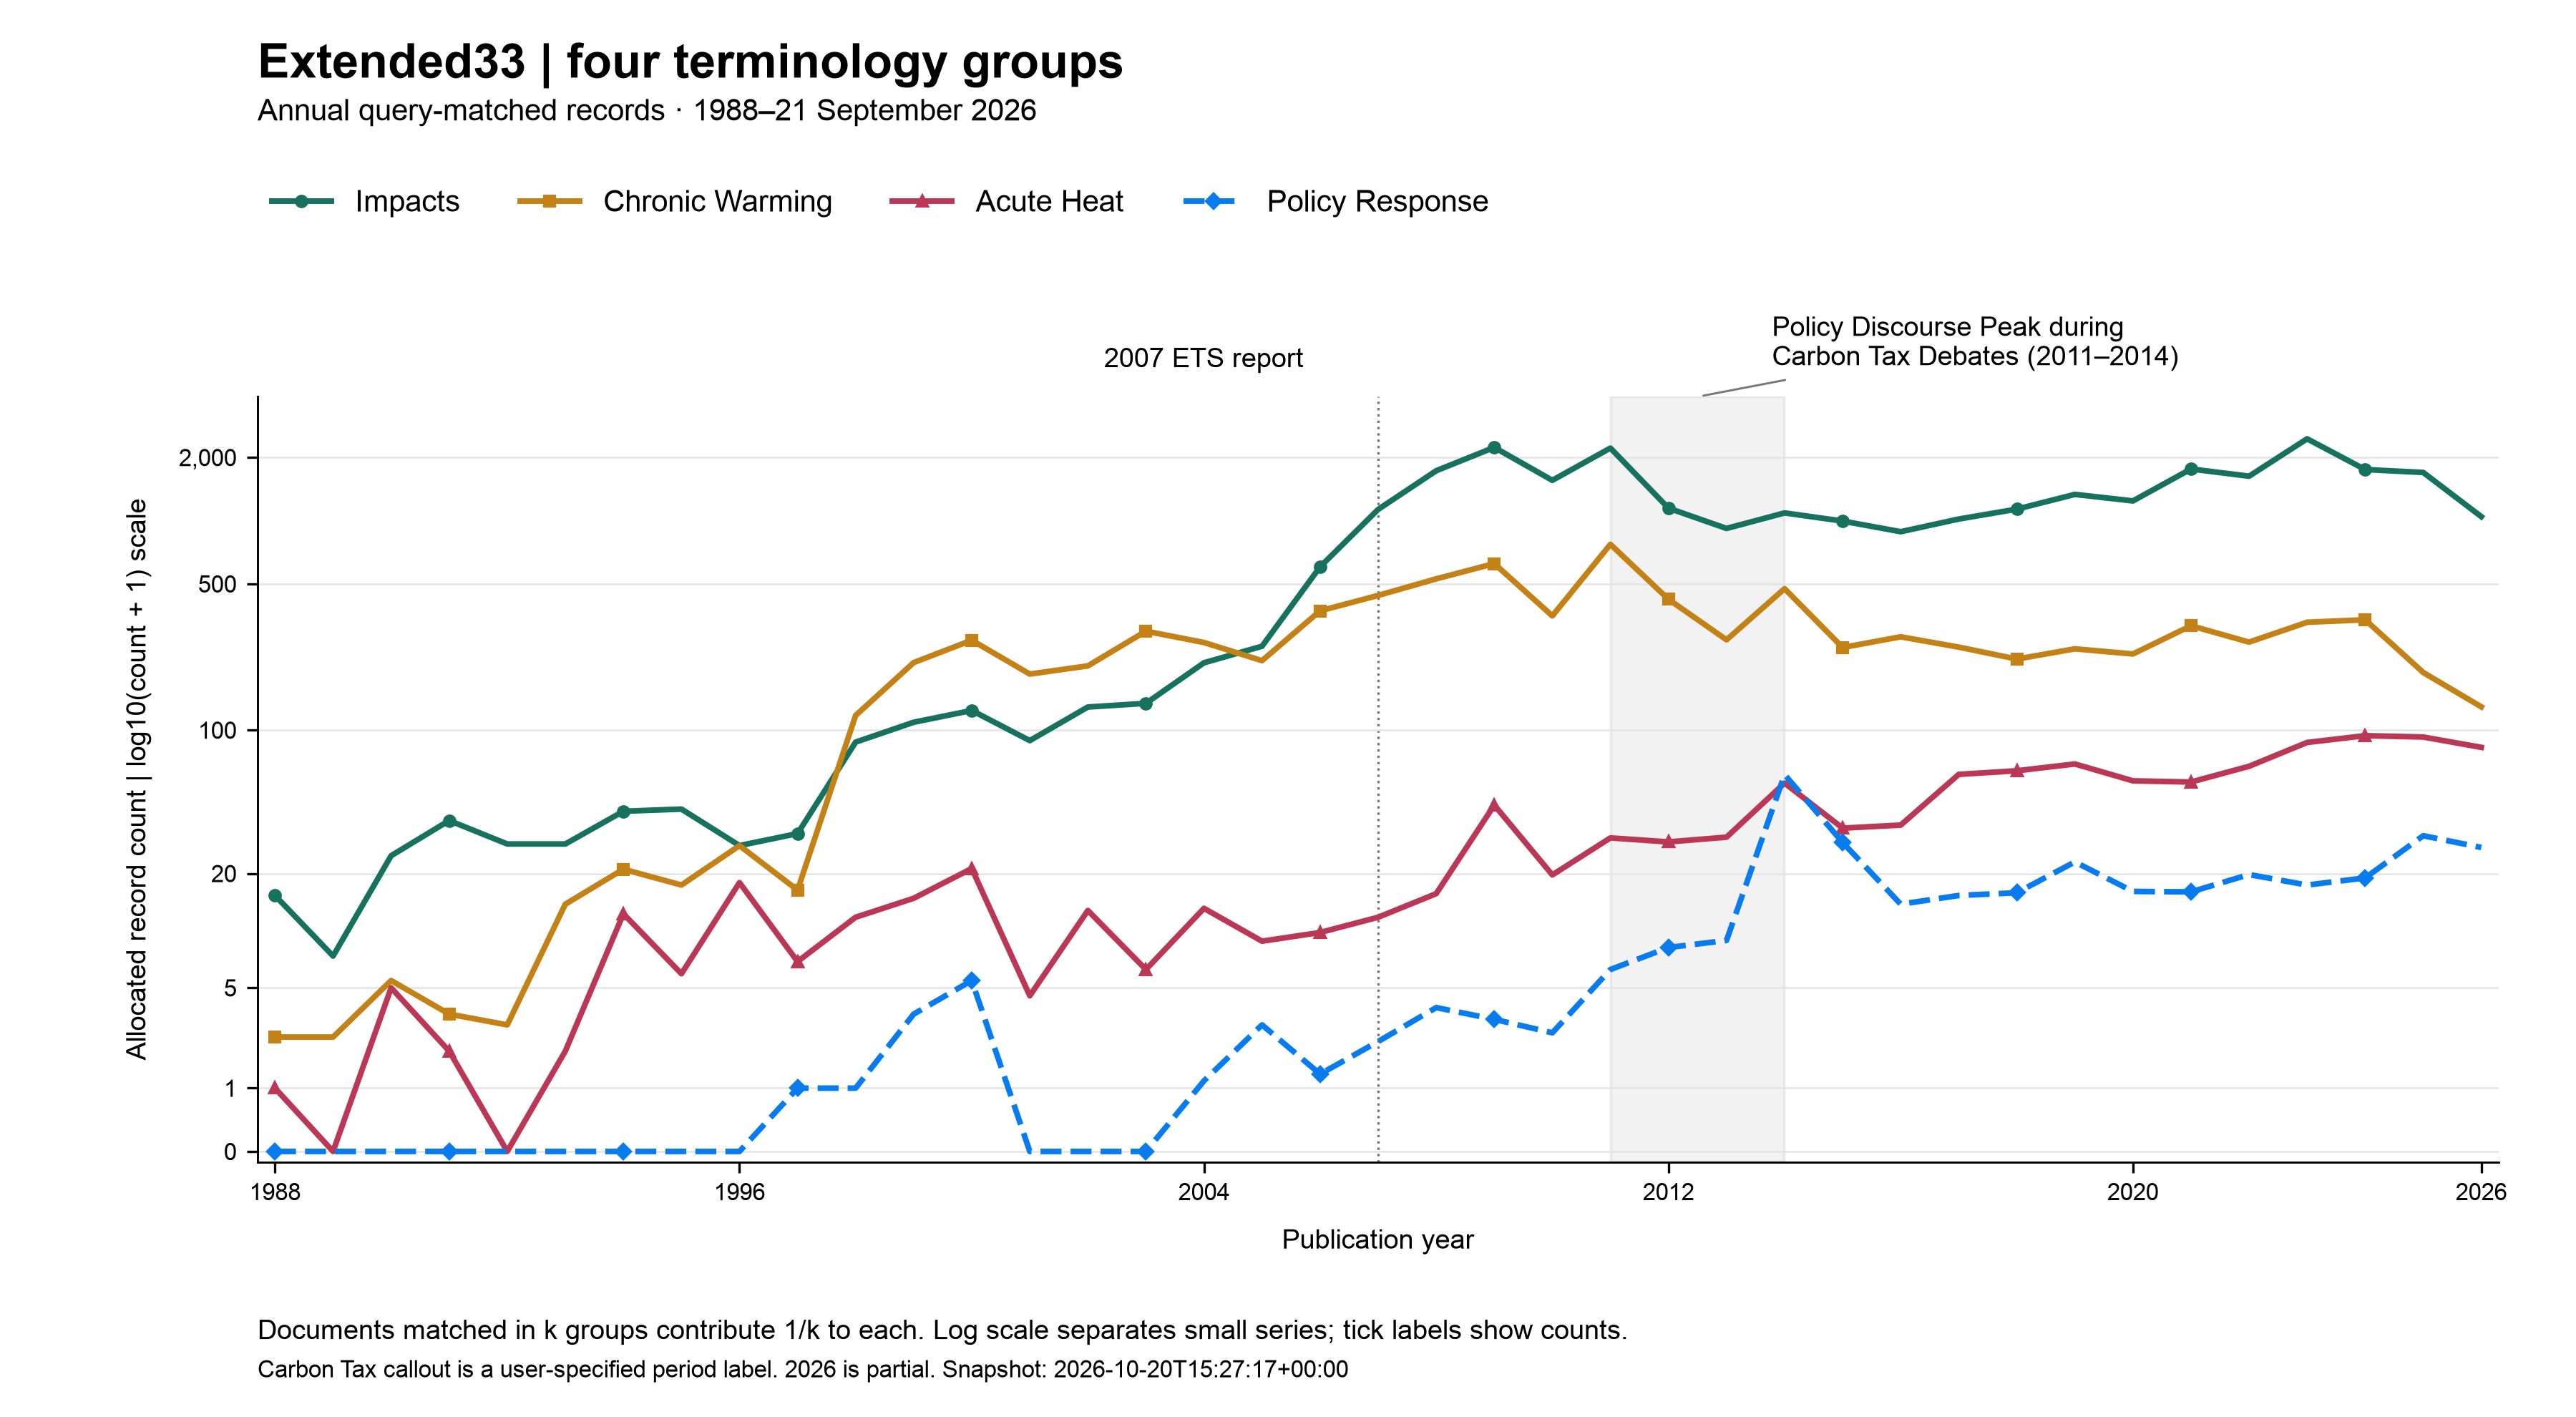 Extended33 | four terminology groups
Annual query-matched records · 1988–21 September 2026
Impacts
Chronic Warming
Acute Heat
Policy Response
2007 ETS report
Policy Discourse Peak during
Carbon Tax Debates (2011–2014)
Allocated record count | log10(count + 1) scale
2,000
500
100
20
5
1
0
1988
1996
2004
2012
2020
2026
Publication year
Documents matched in k groups contribute 1/k to each. Log scale separates small series; tick labels show counts.
Carbon Tax callout is a user-specified period label. 2026 is partial. Snapshot: 2026-10-20T15:27:17+00:00